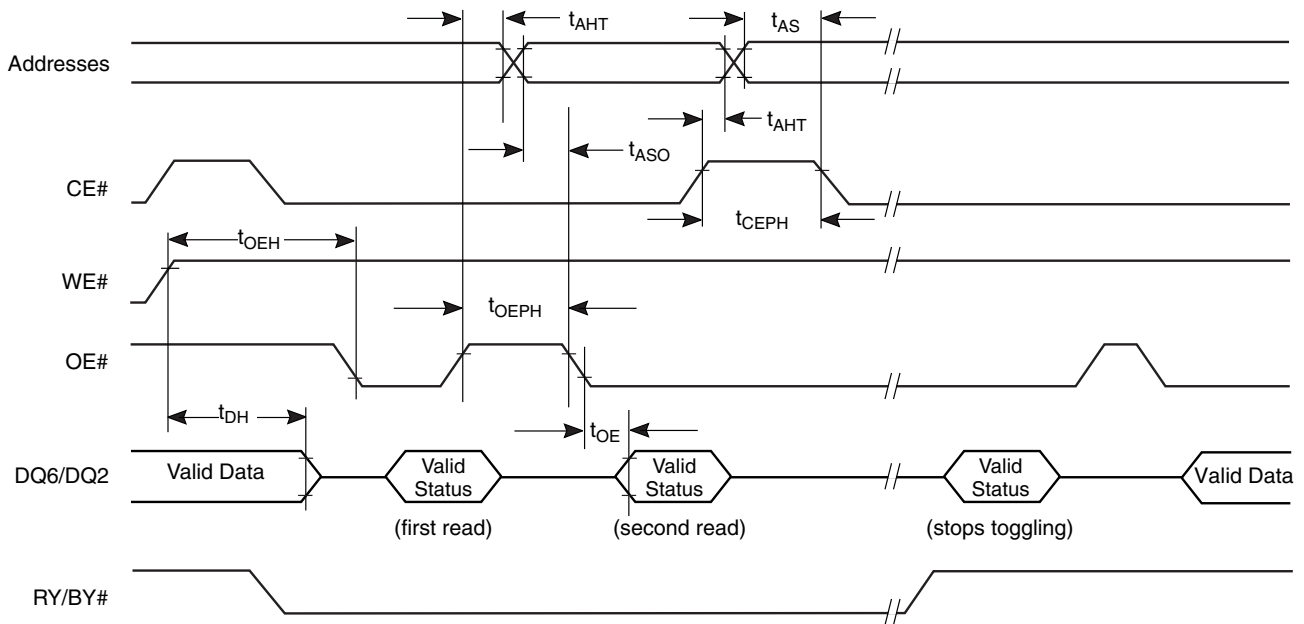 tAHT
tAS
Addresses
tAHT
tASO
CE#
tCEPH
tOEH
WE#
tOEPH
OE#
tDH
tOE
DQ6/DQ2
Valid Data
Valid
Status
Valid
Status
Valid
Status
Valid Data
(first read)
(second read)
(stops toggling)
RY/BY#